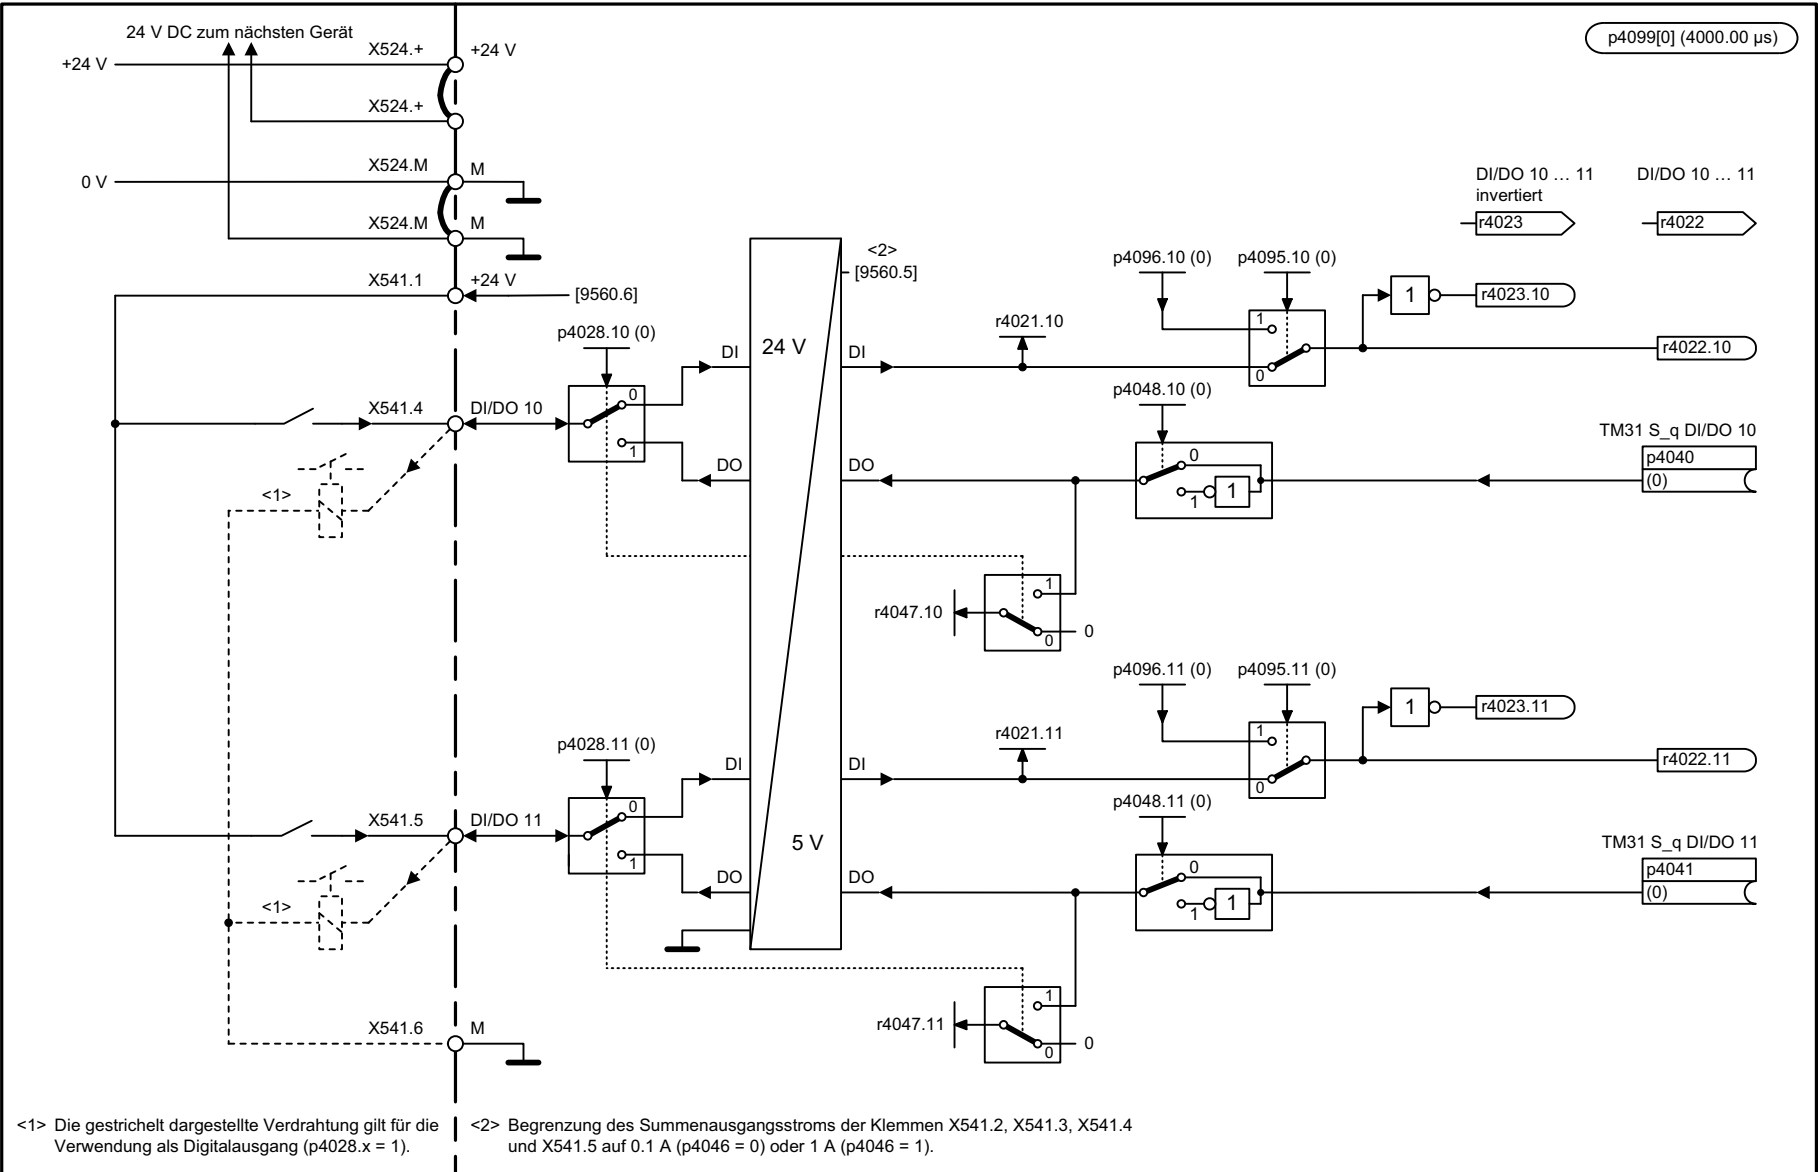 24 V DC zum nächsten Gerät
p4099[0] (4000.00 µs)
X524.+
+24 V
+24 V
X524.+
X524.M
M
0 V
X524.M
M
DI/DO 10 … 11
invertiert
r4023
DI/DO 10 … 11
r4022
<2>
[9560.5]
X541.1
+24 V
[9560.6]
p4096.10 (0)
p4095.10 (0)
1
0
1
r4023.10
p4028.10 (0)
0
1
DI
24 V
DI
r4021.10
r4022.10
X541.4
DI/DO 10
p4048.10 (0)
0
1
1
TM31 S_q DI/DO 10
p4040
(0)
DO
DO
<1>
1
0
0
r4047.10
p4096.11 (0)
p4095.11 (0)
1
0
1
r4023.11
p4028.11 (0)
0
1
DI
DI
r4021.11
r4022.11
X541.5
DI/DO 11
5 V
p4048.11 (0)
0
1
1
TM31 S_q DI/DO 11
p4041
(0)
DO
DO
<1>
1
0
0
r4047.11
X541.6
M
<1> Die gestrichelt dargestellte Verdrahtung gilt für die
Verwendung als Digitalausgang (p4028.x = 1).
<2> Begrenzung des Summenausgangsstroms der Klemmen X541.2, X541.3, X541.4
und X541.5 auf 0.1 A (p4046 = 0) oder 1 A (p4046 = 1).